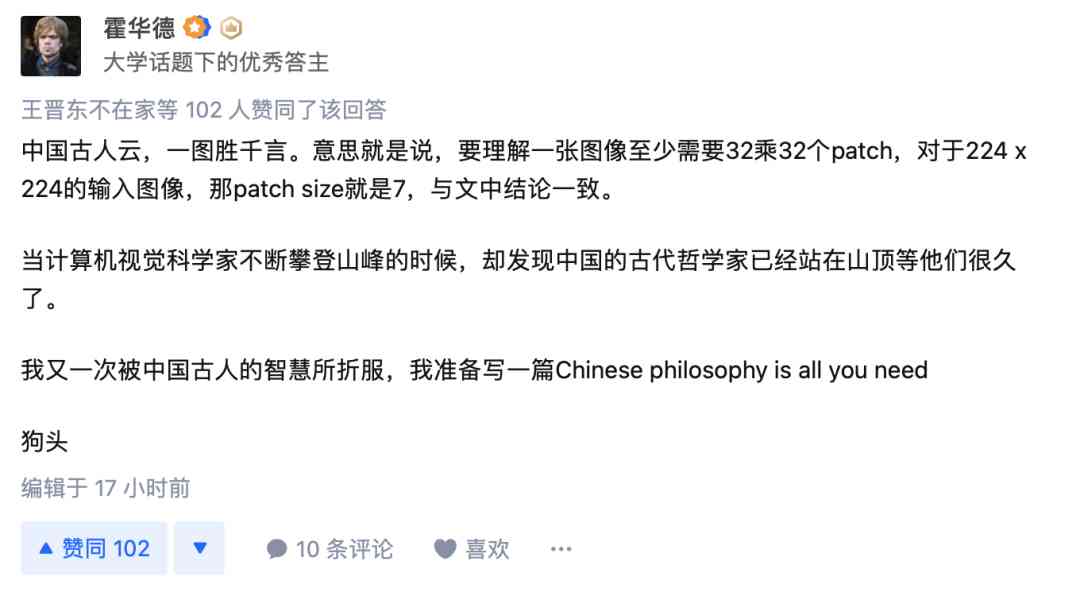 霍华德
大学话题下的优秀答主
王晋东不在家等 102 人赞同了该回答
中国古人云，一图胜千言。意思就是说，要理解一张图像至少需要32乘32个patch，对于224 x
224的输入图像，那patch size就是7，与文中结论一致。
当计算机视觉科学家不断攀登山峰的时候，却发现中国的古代哲学家已经站在山顶等他们很久
了。
我又一次被中国古人的智慧所折服，我准备写一篇Chinese philosophy is all you need
狗头
编辑于 17 小时前
赞同 102 10 条评论 喜欢